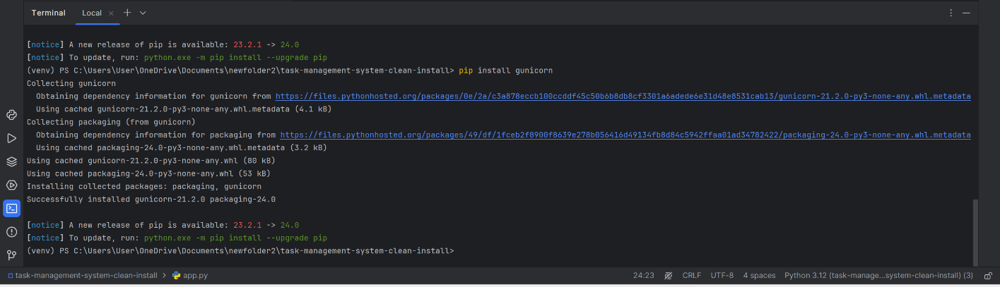 Terminal Local
[notice] A new release of pip is available: 23.2.1 -> 24.0
[notice] To update, run: python.exe -m pip install --upgrade pip
(venv) PS C:\Users\User\OneDrive\Documents\newfolder2\task-management-system-clean-install> pip install gunicorn
Collecting gunicorn
  Obtaining dependency information for gunicorn from https://files.pythonhosted.org/packages/0e/2a/c3a878eccb100ccddf45c50b6b8db8cf3301a6adede6e31d48e8531cab13/gunicorn-21.2.0-py3-none-any.whl.metadata
  Using cached gunicorn-21.2.0-py3-none-any.whl.metadata (4.1 kB)
Collecting packaging (from gunicorn)
  Obtaining dependency information for packaging from https://files.pythonhosted.org/packages/49/df/1fceb2f8900f8639e278b056416d49134fb8d84c5942ffaa01ad34782422/packaging-24.0-py3-none-any.whl.metadata
  Using cached packaging-24.0-py3-none-any.whl.metadata (3.2 kB)
Using cached gunicorn-21.2.0-py3-none-any.whl (80 kB)
Using cached packaging-24.0-py3-none-any.whl (53 kB)
Installing collected packages: packaging, gunicorn
Successfully installed gunicorn-21.2.0 packaging-24.0
[notice] A new release of pip is available: 23.2.1 -> 24.0
[notice] To update, run: python.exe -m pip install --upgrade pip
(venv) PS C:\Users\User\OneDrive\Documents\newfolder2\task-management-system-clean-install>
task-management-system-clean-install > app.py 24:23 CRLF UTF-8 4 spaces Python 3.12 (task-manage...system-clean-install) (3)